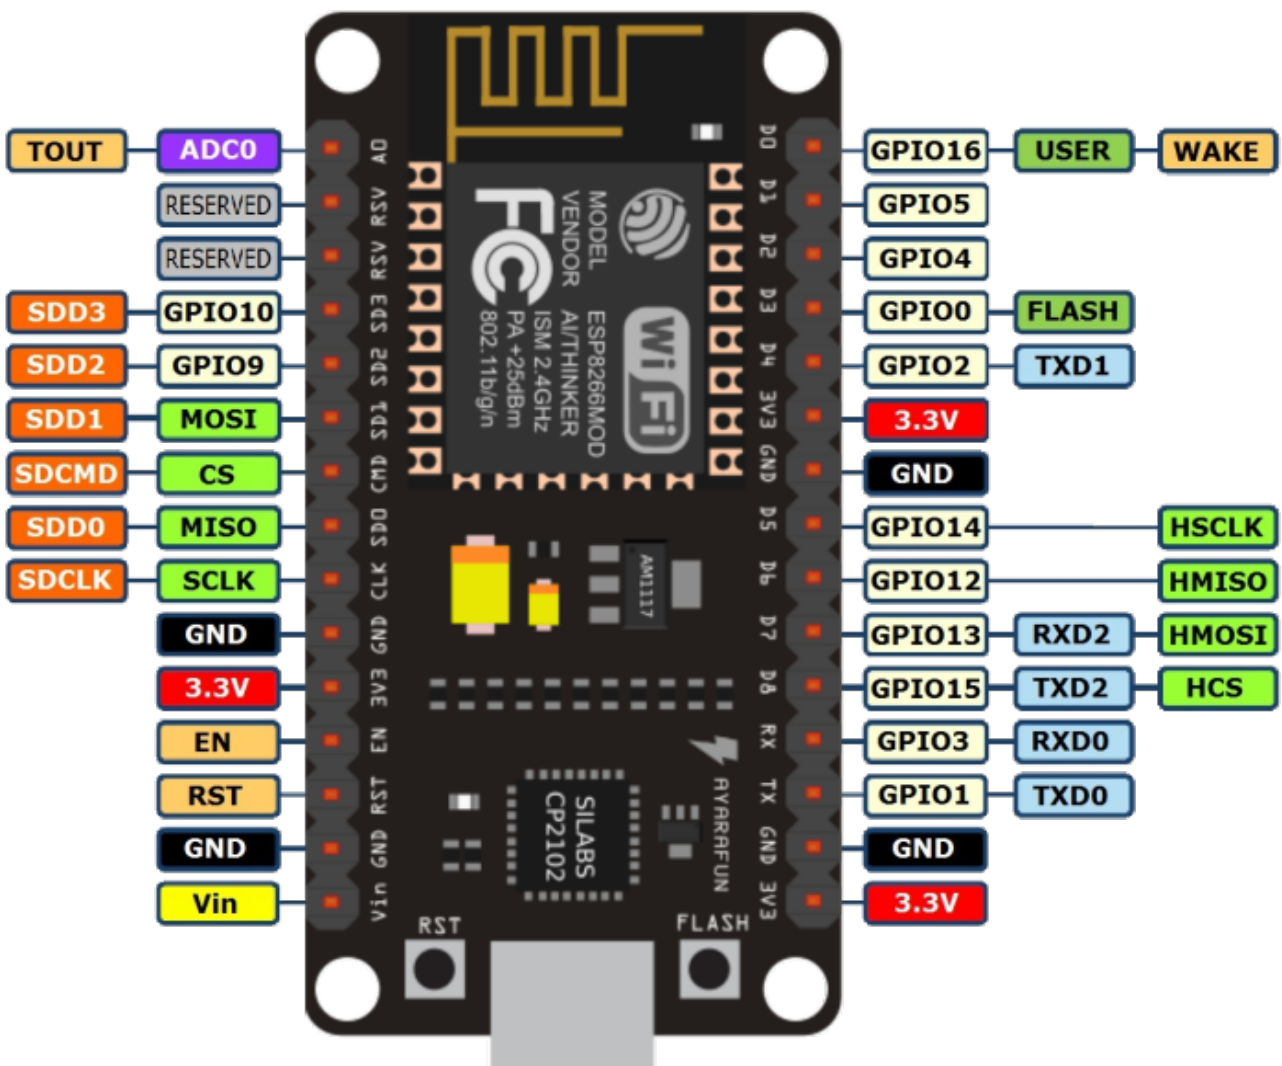 TOUT ADC0 A0
RESERVED RSV
RESERVED RSV
SDD3 GPIO10 SD3
SDD2 GPIO9 SD2
SDD1 MOSI SD1
SDCMD CS CMD
SDD0 MISO SDO
SDCLK SCLK CLK
GND GND
3.3V 3V3
EN EN
RST RST
GND GND
Vin Vin
D0 GPIO16 USER WAKE
D1 GPIO5
D2 GPIO4
D3 GPIO0 FLASH
D4 GPIO2 TXD1
3V3 3.3V
GND GND
D5 GPIO14 HSCLK
D6 GPIO12 HMISO
D7 GPIO13 RXD2 HMOSI
D8 GPIO15 TXD2 HCS
RX GPIO3 RXD0
TX GPIO1 TXD0
GND GND
3V3 3.3V
MODEL ESP8266MOD
VENDOR AI/THINKER
ISM 2.4GHz
PA +25dBm
802.11b/g/n
FC
Wi Fi
AM1117
SILABS
CP2102
AYARAFUN
RST
FLASH